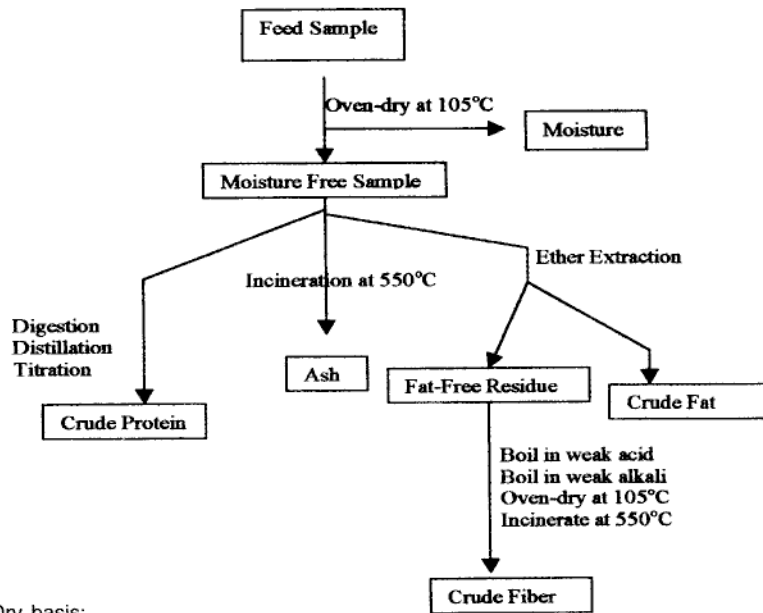 Feed Sample
Oven-dry at 105°C
Moisture
Moisture Free Sample
Ether Extraction
Incineration at 550°C
Digestion
Distillation
Titration
Ash
Fat-Free Residue
Crude Fat
Crude Protein
Boil in weak acid
Boil in weak alkali
Oven-dry at 105°C
Incinerate at 550°C
Crude Fiber
Dry basis: